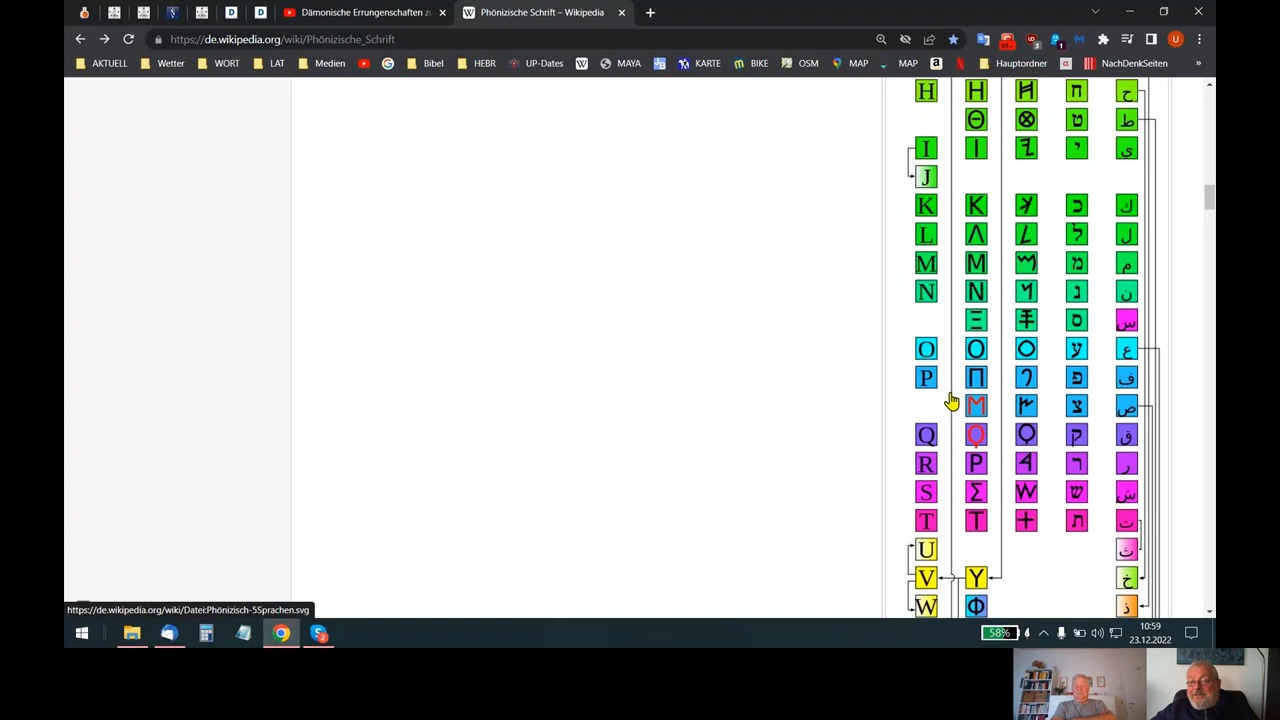 Dämonische Errungenschaften z
Phönizische Schrift – Wikipedia
https://de.wikipedia.org/wiki/Phönizische_Schrift
AKTUELL Wetter WORT LAT Medien Bibel HEBR UP-Dates MAYA KARTE BIKE OSM MAP MAP Hauptordner NachDenkSeiten »
H H 𐤇 ח ح
Θ 𐤈 ט ط
I Ι 𐤉 י ي
J
K Κ 𐤊 כ ك
L Λ 𐤋 ל ل
M Μ 𐤌 מ م
N Ν 𐤍 נ ن
Ξ 𐤎 ס س
O Ο 𐤏 ע ع
P Π 𐤐 פ ف
Ϻ 𐤑 צ ص
Q Ϙ 𐤒 ק ق
R Ρ 𐤓 ר ر
S Σ 𐤔 ש ش
T Τ 𐤕 ת ت
U ث
V Υ خ
W Φ ذ
https://de.wikipedia.org/wiki/Datei:Phönizisch-5Sprachen.svg
58%
10:59
23.12.2022